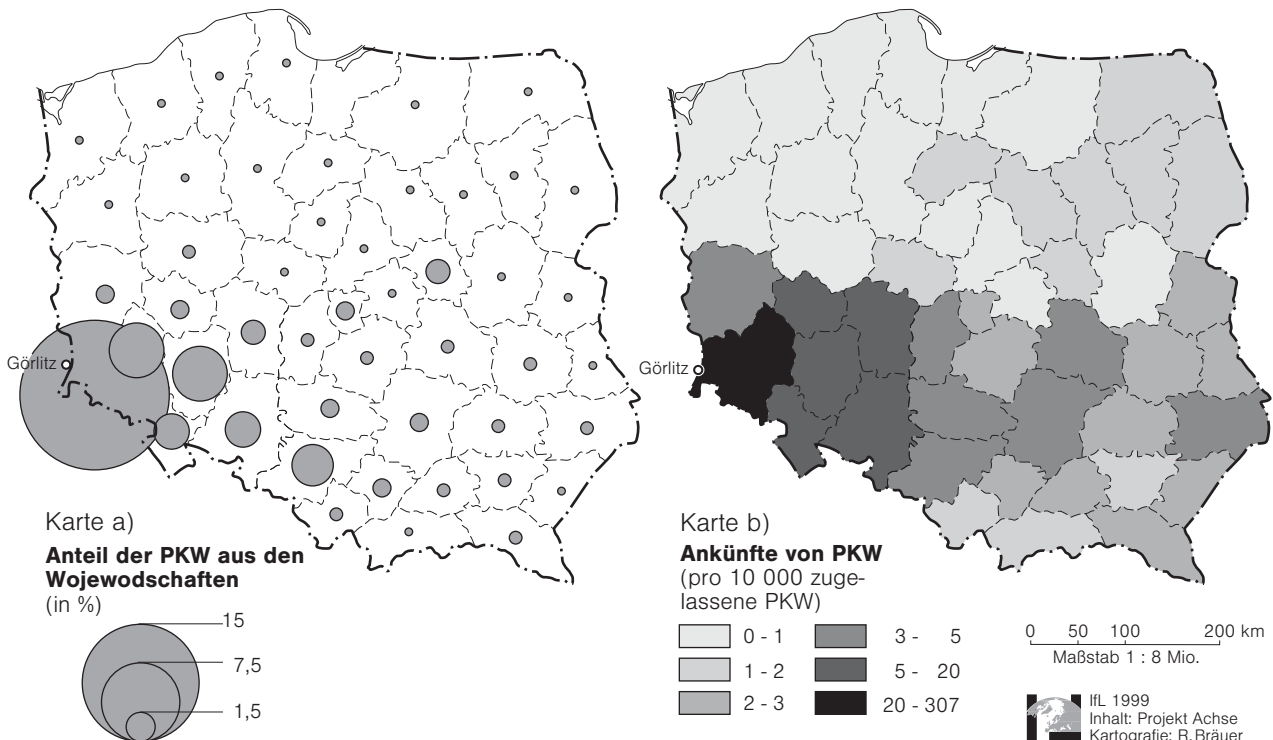 Görlitz
Karte a)
Anteil der PKW aus den
Wojewodschaften
(in %)
15
7,5
1,5
Görlitz
Karte b)
Ankünfte von PKW
(pro 10 000 zuge-
lassene PKW)
0 - 1
1 - 2
2 - 3
3 - 5
5 - 20
20 - 307
0 50 100 200 km
Maßstab 1 : 8 Mio.
IfL 1999
Inhalt: Projekt Achse
Kartografie: R. Bräuer